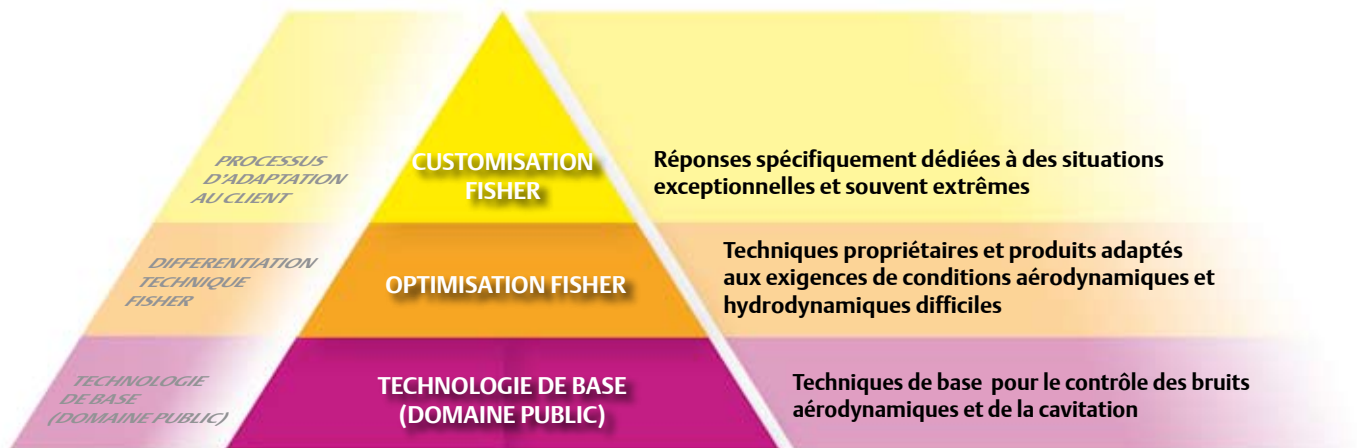 PROCESSUS
D'ADAPTATION
AU CLIENT
CUSTOMISATION
FISHER
Réponses spécifiquement dédiées à des situations
exceptionnelles et souvent extrêmes
DIFFERENTIATION
TECHNIQUE
FISHER
OPTIMISATION FISHER
Techniques propriétaires et produits adaptés
aux exigences de conditions aérodynamiques et
hydrodynamiques difficiles
TECHNOLOGIE
DE BASE
(DOMAINE PUBLIC)
TECHNOLOGIE DE BASE
(DOMAINE PUBLIC)
Techniques de base pour le contrôle des bruits
aérodynamiques et de la cavitation